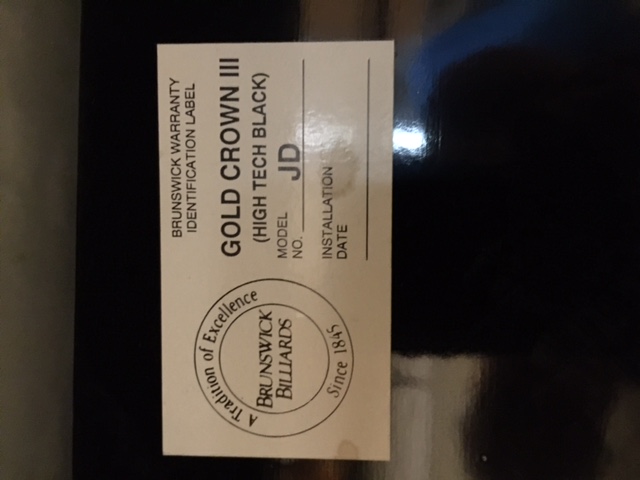 BRUNSWICK WARRANTY
IDENTIFICATION LABEL
GOLD CROWN III
(HIGH TECH BLACK)
MODEL
NO. JD
INSTALLATION
DATE
A Tradition of Excellence
BRUNSWICK
BILLIARDS
Since 1845